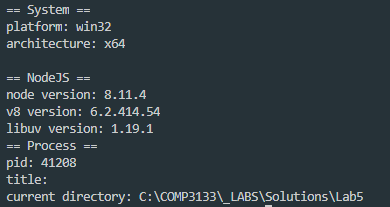 == System ==
platform: win32
architecture: x64
== NodeJS ==
node version: 8.11.4
v8 version: 6.2.414.54
libuv version: 1.19.1
== Process ==
pid: 41208
title:
current directory: C:\COMP3133\_LABS\Solutions\Lab5